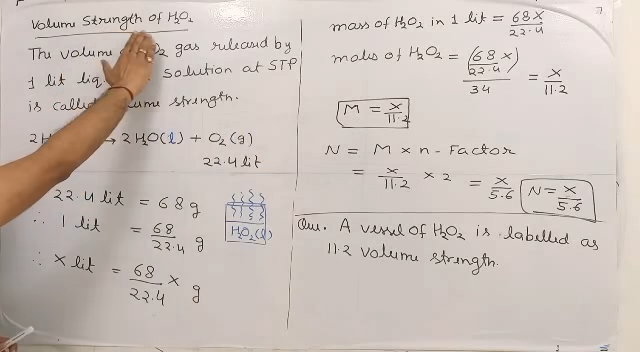 Volume Strength of H₂O₂
The volume O₂ gas released by
1 lit liq solution at STP
is called volume strength.
2H → 2H₂O(l) + O₂(g)
22.4 lit
22.4 lit = 68 g
∴ 1 lit = 68/22.4 g
∴ x lit = 68/22.4 x g
H₂O₂(l)
mass of H₂O₂ in 1 lit = 68x/22.4
moles of H₂O₂ = (68/22.4 x)/34 = x/11.2
M = x/11.2
N = M × n-Factor
= x/11.2 × 2 = x/5.6
N = x/5.6
Que. A vessel of H₂O₂ is labelled as
11.2 volume strength.